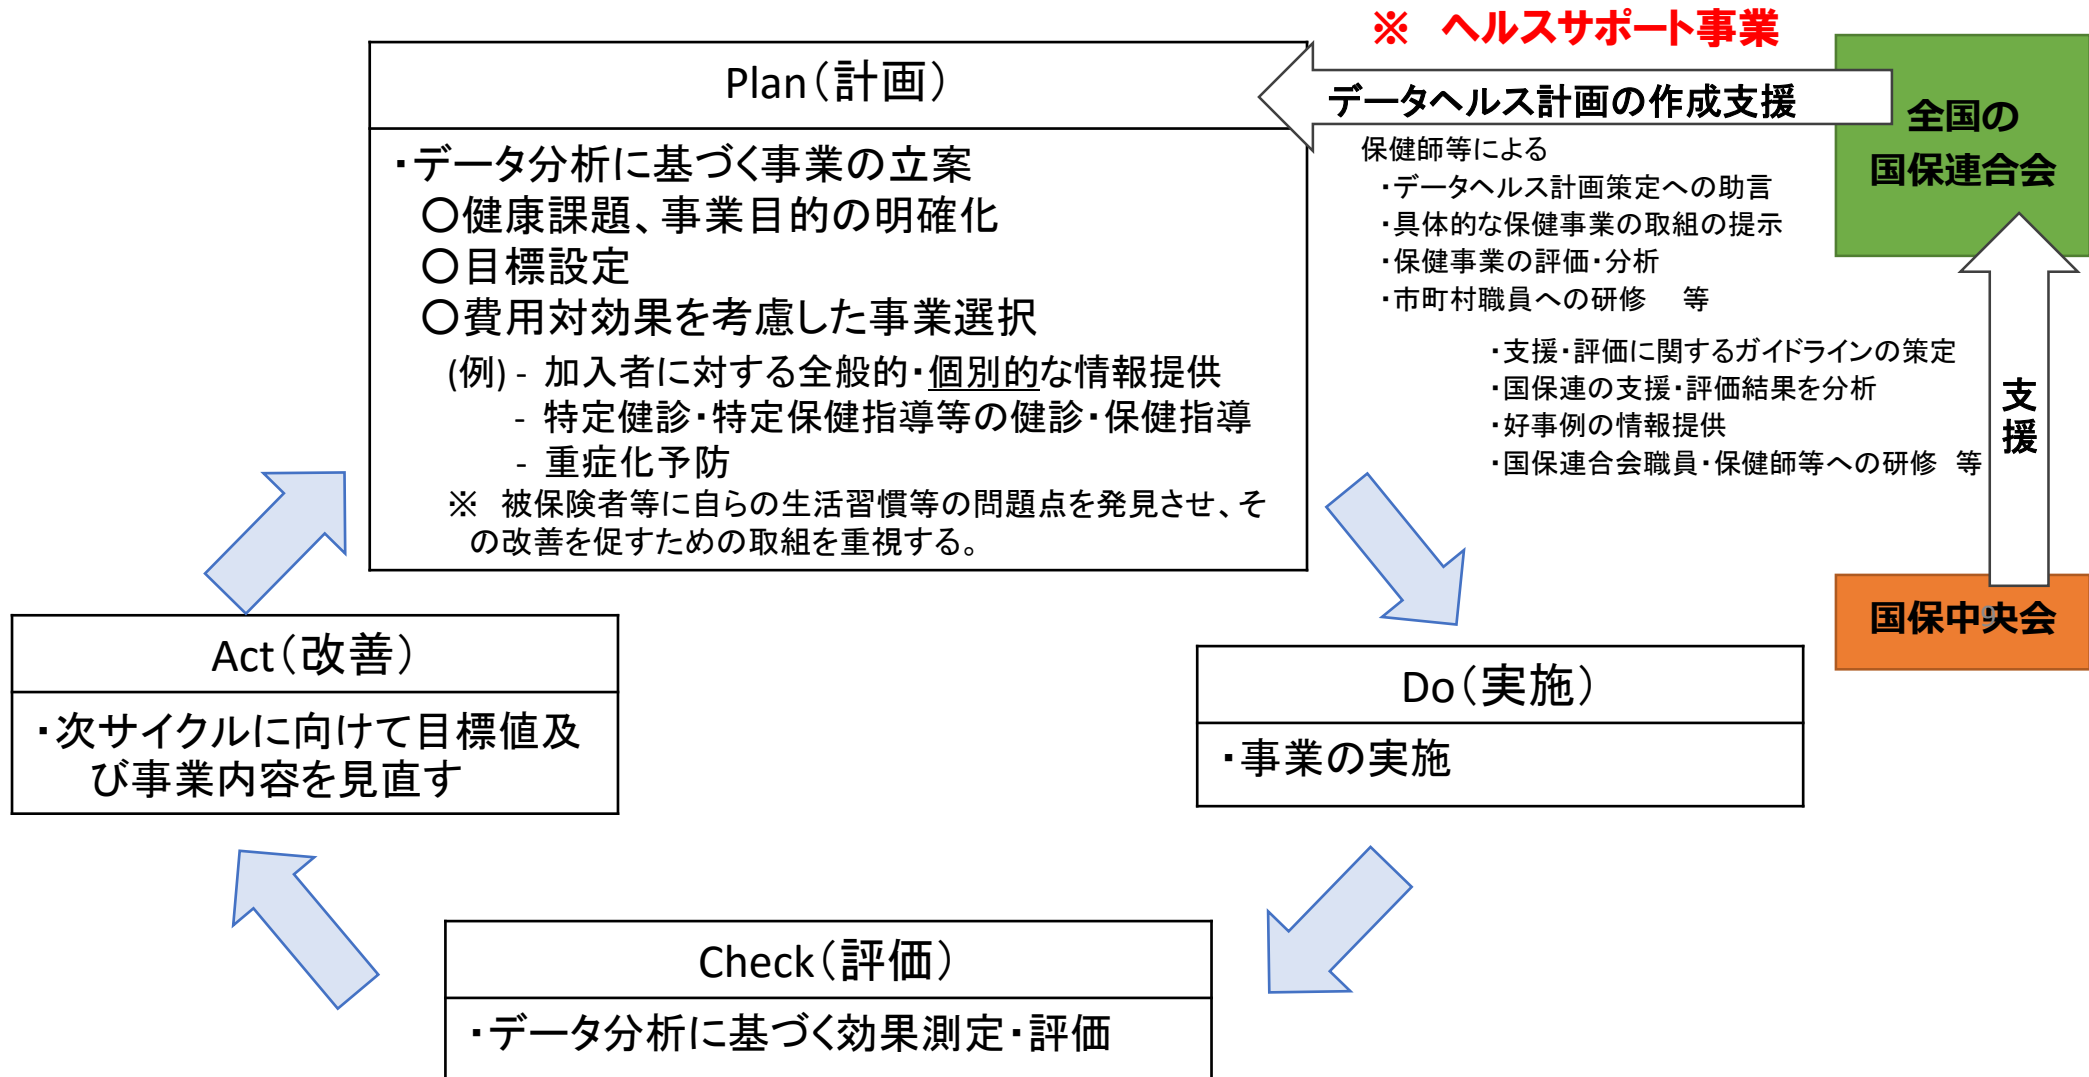 ※　ヘルスサポート事業
Plan（計画）
・データ分析に基づく事業の立案
○健康課題、事業目的の明確化
○目標設定
○費用対効果を考慮した事業選択
(例) - 加入者に対する全般的・個別的な情報提供
- 特定健診・特定保健指導等の健診・保健指導
- 重症化予防
※　被保険者等に自らの生活習慣等の問題点を発見させ、そ
の改善を促すための取組を重視する。
データヘルス計画の作成支援
保健師等による
・データヘルス計画策定への助言
・具体的な保健事業の取組の提示
・保健事業の評価・分析
・市町村職員への研修　等
全国の
国保連合会
・支援・評価に関するガイドラインの策定
・国保連の支援・評価結果を分析
・好事例の情報提供
・国保連合会職員・保健師等への研修　等
支援
国保中央会
Do（実施）
・事業の実施
Check（評価）
・データ分析に基づく効果測定・評価
Act（改善）
・次サイクルに向けて目標値及
び事業内容を見直す